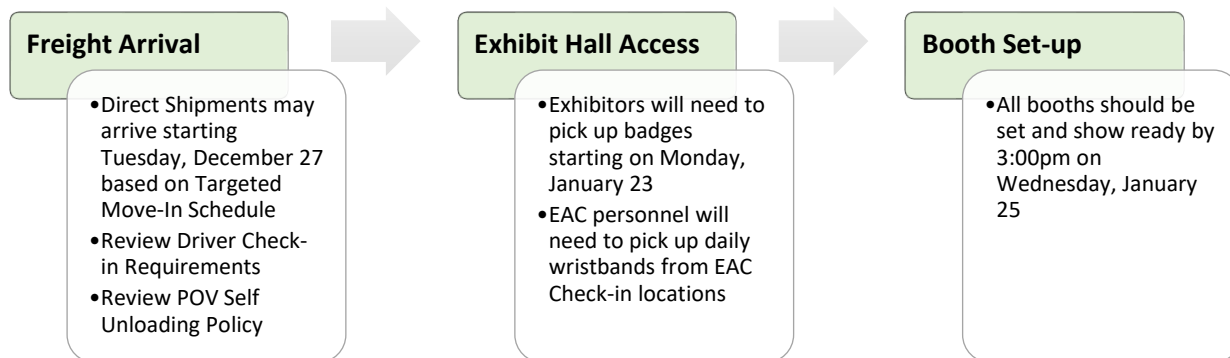 Freight Arrival
•Direct Shipments may
arrive starting
Tuesday, December 27
based on Targeted
Move-In Schedule
•Review Driver Check-
in Requirements
•Review POV Self
Unloading Policy
Exhibit Hall Access
•Exhibitors will need to
pick up badges
starting on Monday,
January 23
•EAC personnel will
need to pick up daily
wristbands from EAC
Check-in locations
Booth Set-up
•All booths should be
set and show ready by
3:00pm on
Wednesday, January
25